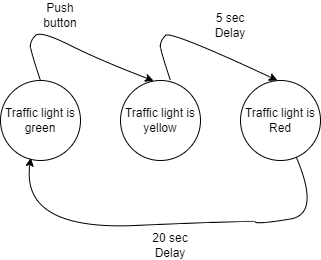 Push
button
5 sec
Delay
Traffic light is
green
Traffic light is
yellow
Traffic light is
Red
20 sec
Delay